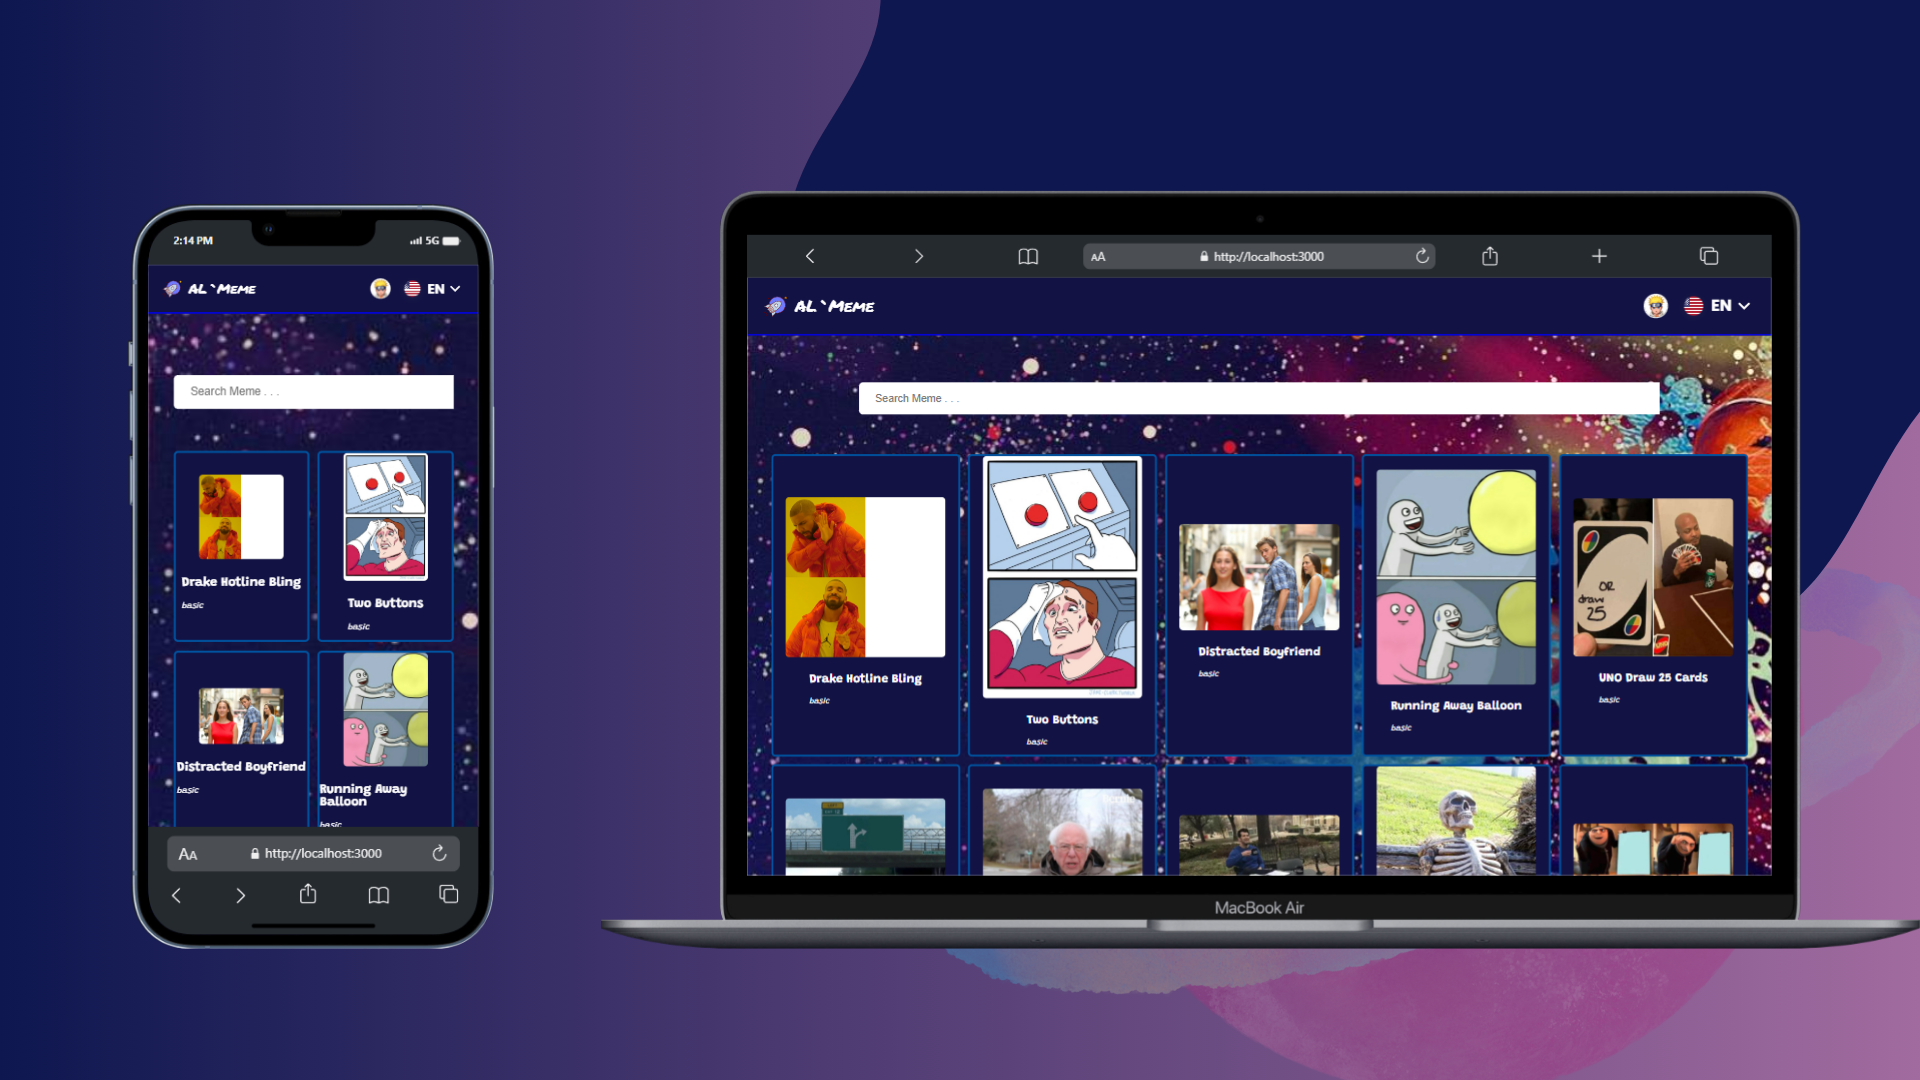 2:14 PM
5G
AL`Meme
EN
Search Meme . . .
Drake Hotline Bling
basic
Two Buttons
basic
Distracted Boyfriend
basic
Running Away
Balloon
basic
AA
http://localhost:3000
AA
http://localhost:3000
AL`Meme
EN
Search Meme . . .
Drake Hotline Bling
basic
Two Buttons
basic
Distracted Boyfriend
basic
Running Away Balloon
basic
OR
draw
25
UNO Draw 25 Cards
basic
MacBook Air